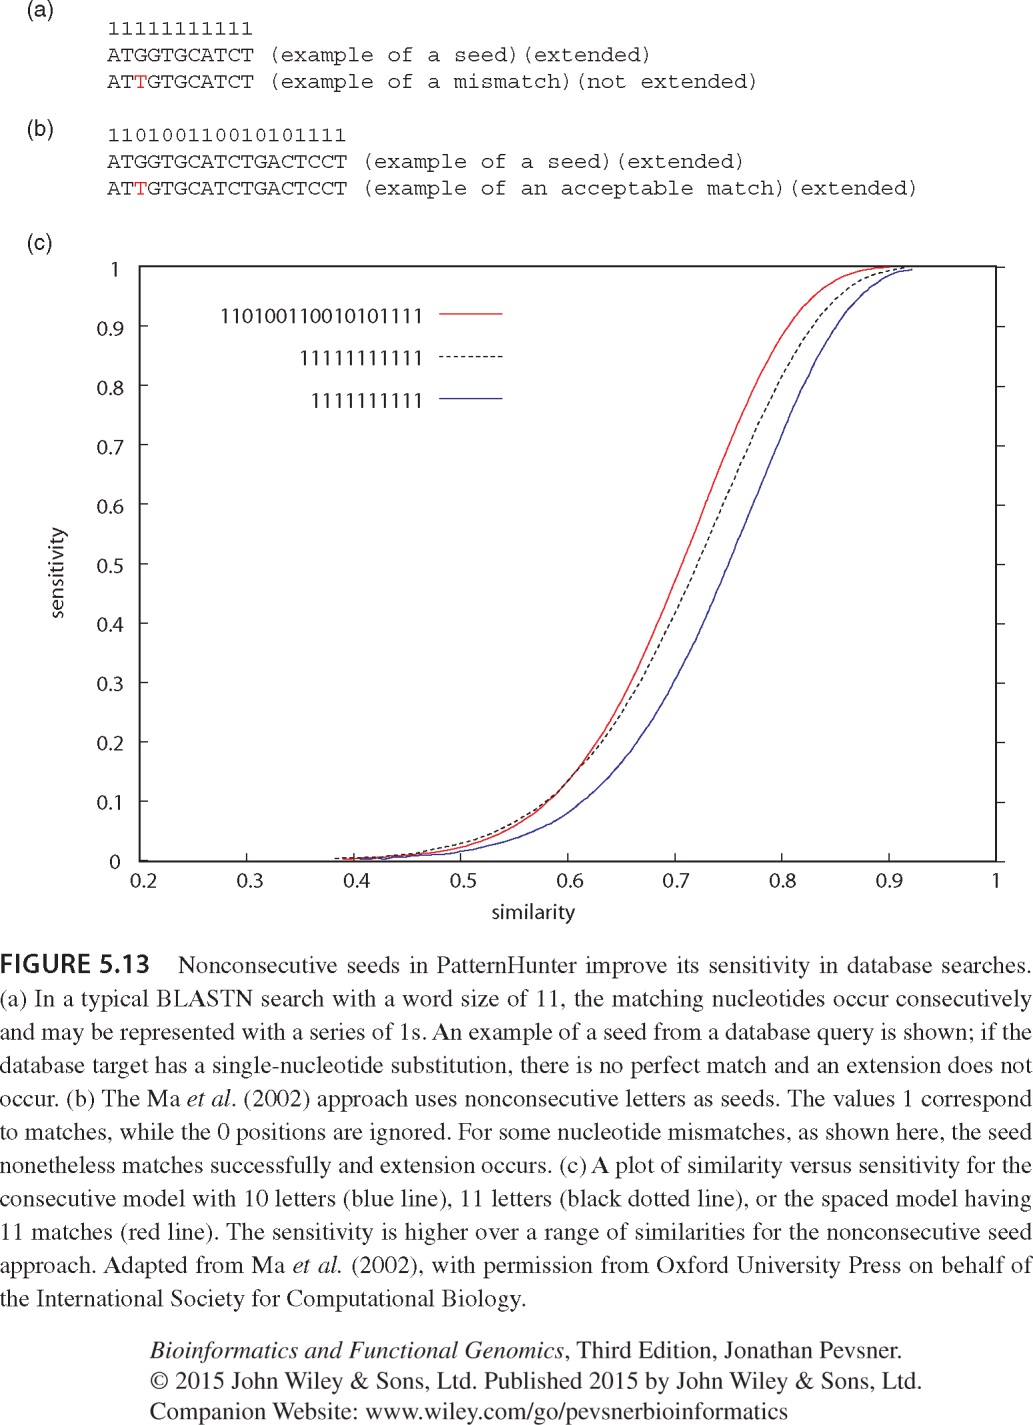 (a)
11111111111
ATGGTGCATCT (example of a seed)(extended)
ATTGTGCATCT (example of a mismatch)(not extended)
(b)
110100110010101111
ATGGTGCATCTGACTCCT (example of a seed)(extended)
ATTGTGCATCTGACTCCT (example of an acceptable match)(extended)
(c)
110100110010101111
11111111111
1111111111
1
0.9
0.8
0.7
0.6
0.5
0.4
0.3
0.2
0.1
0
sensitivity
0.2 0.3 0.4 0.5 0.6 0.7 0.8 0.9 1
similarity
FIGURE 5.13 Nonconsecutive seeds in PatternHunter improve its sensitivity in database searches.
(a) In a typical BLASTN search with a word size of 11, the matching nucleotides occur consecutively
and may be represented with a series of 1s. An example of a seed from a database query is shown; if the
database target has a single-nucleotide substitution, there is no perfect match and an extension does not
occur. (b) The Ma et al. (2002) approach uses nonconsecutive letters as seeds. The values 1 correspond
to matches, while the 0 positions are ignored. For some nucleotide mismatches, as shown here, the seed
nonetheless matches successfully and extension occurs. (c) A plot of similarity versus sensitivity for the
consecutive model with 10 letters (blue line), 11 letters (black dotted line), or the spaced model having
11 matches (red line). The sensitivity is higher over a range of similarities for the nonconsecutive seed
approach. Adapted from Ma et al. (2002), with permission from Oxford University Press on behalf of
the International Society for Computational Biology.
Bioinformatics and Functional Genomics, Third Edition, Jonathan Pevsner.
© 2015 John Wiley & Sons, Ltd. Published 2015 by John Wiley & Sons, Ltd.
Companion Website: www.wiley.com/go/pevsnerbioinformatics